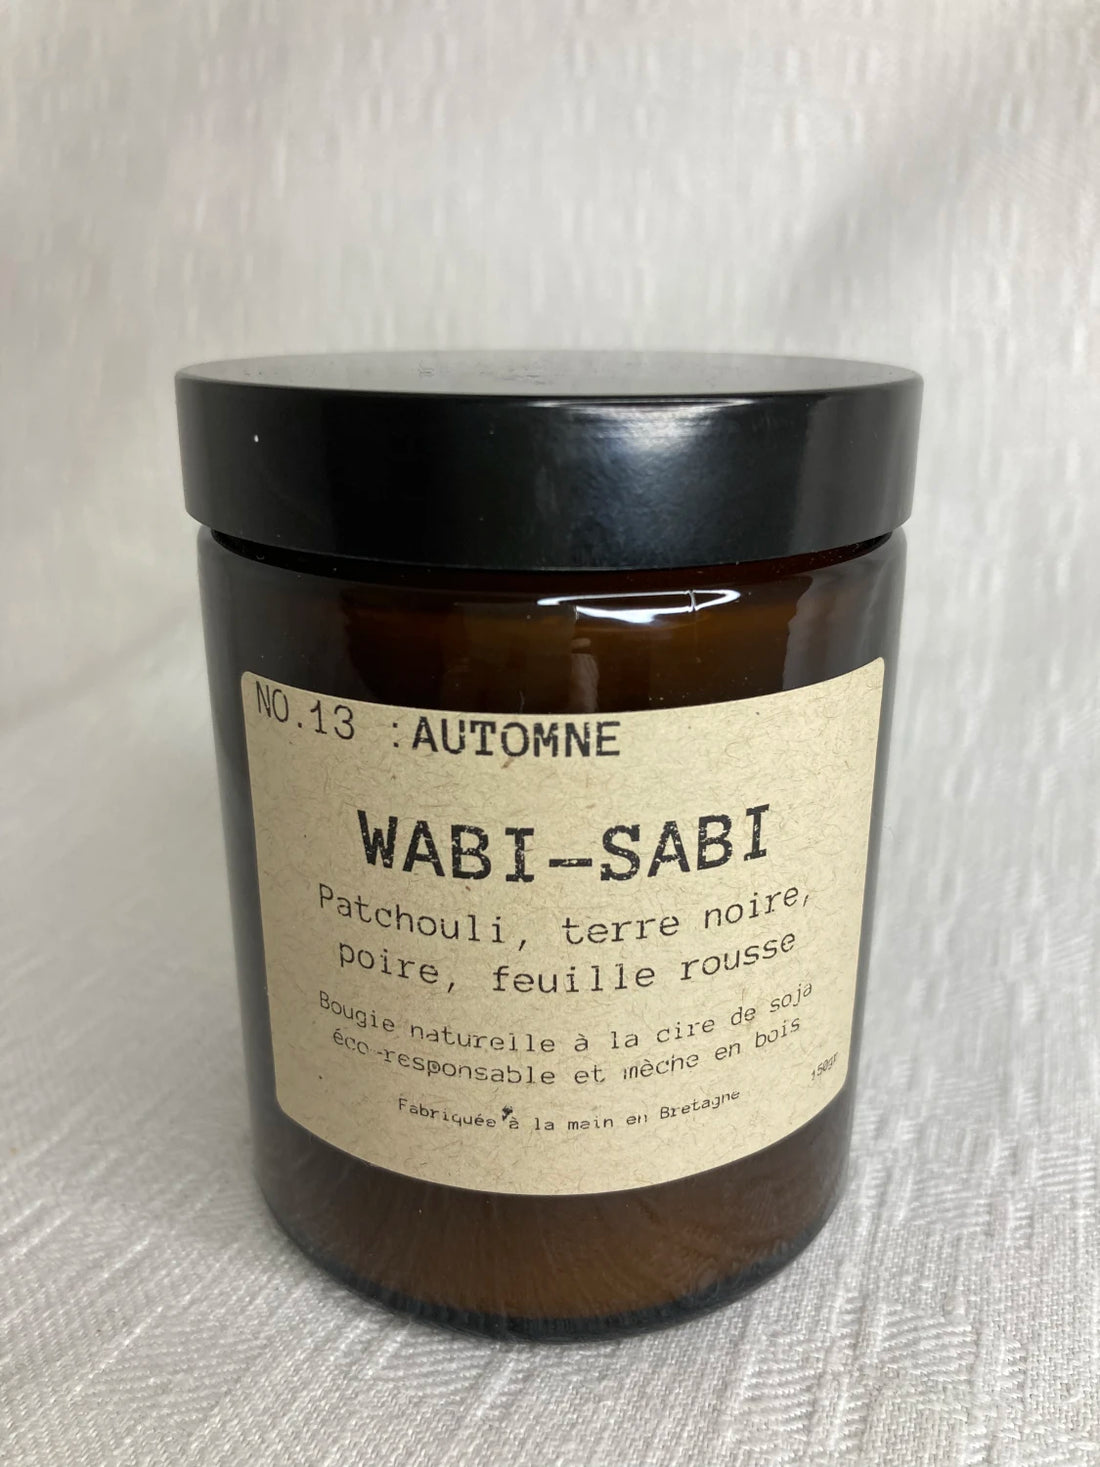 NO.13 :AUTOMNE
WABI-SABI
Patchouli, terre noire,
poire, feuille rousse
Bougie naturelle à la cire de soja
éco-responsable et mèche en bois
180gr
Fabriquée à la main en Bretagne